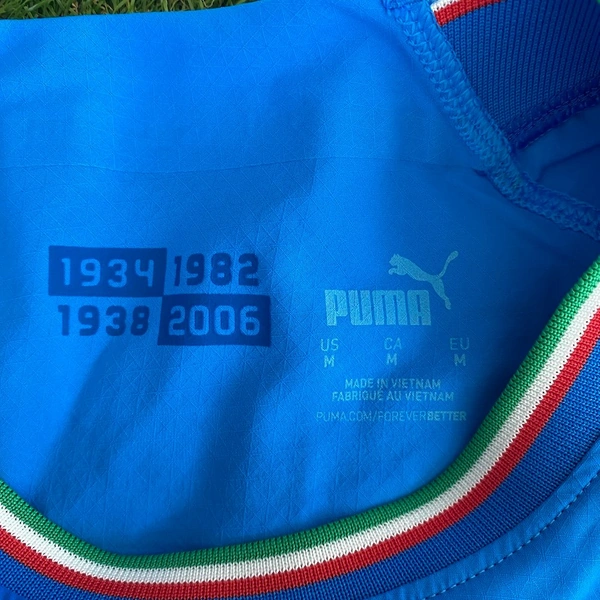 1934 1982
1938 2006
PUMA
US CA EU
M M M
MADE IN VIETNAM
FABRIQUÉ AU VIETNAM
PUMA.COM/FOREVERBETTER